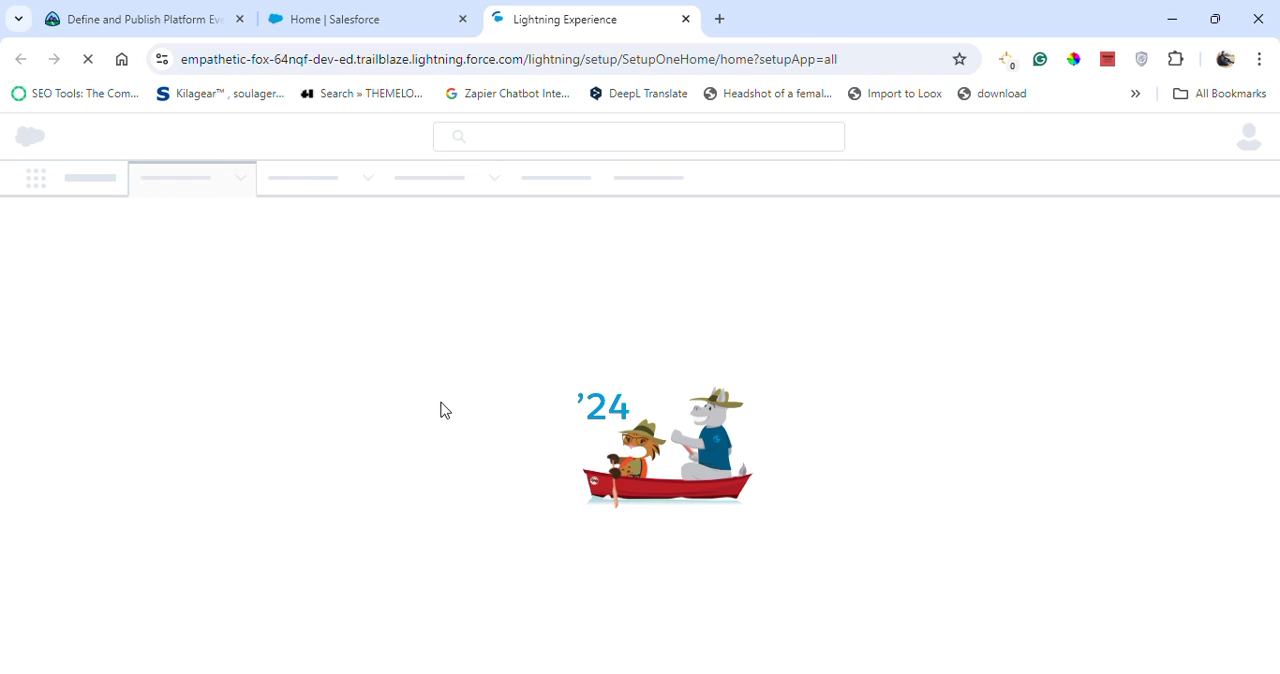 Define and Publish Platform Eve
Home | Salesforce
Lightning Experience
empathetic-fox-64nqf-dev-ed.trailblaze.lightning.force.com/lightning/setup/SetupOneHome/home?setupApp=all
0
SEO Tools: The Com...
Kilagear™ , soulager...
Search » THEMELO...
Zapier Chatbot Inte...
DeepL Translate
Headshot of a femal...
Import to Loox
download
»
All Bookmarks
’24